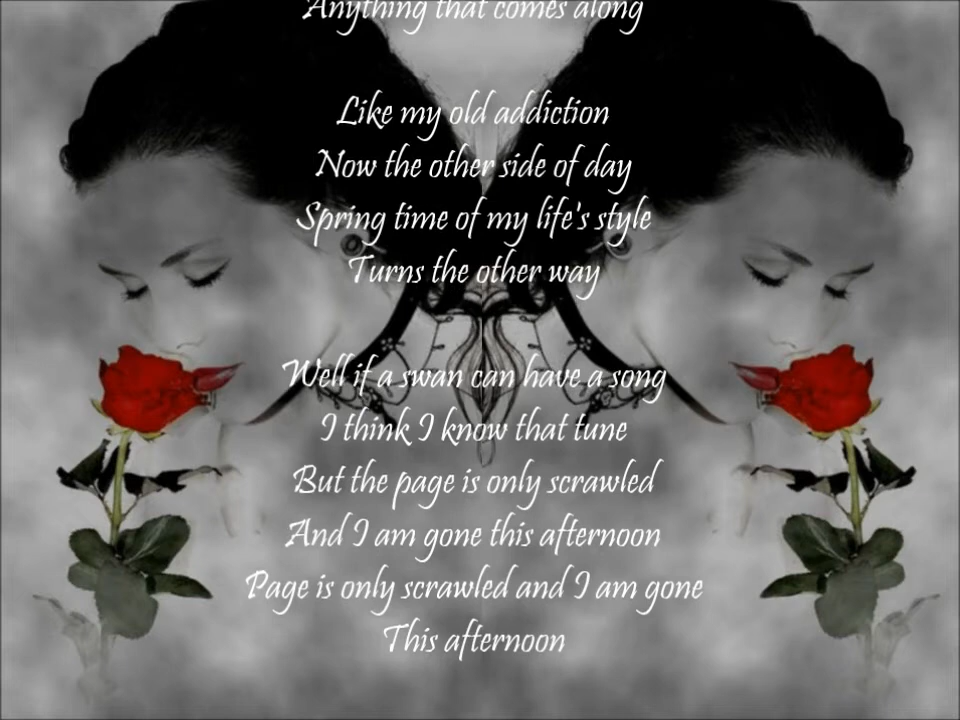 Anything that comes along
Like my old addiction
Now the other side of day
Spring time of my life's style
Turns the other way
Well if a swan can have a song
I think I know that tune
But the page is only scrawled
And I am gone this afternoon
Page is only scrawled and I am gone
This afternoon